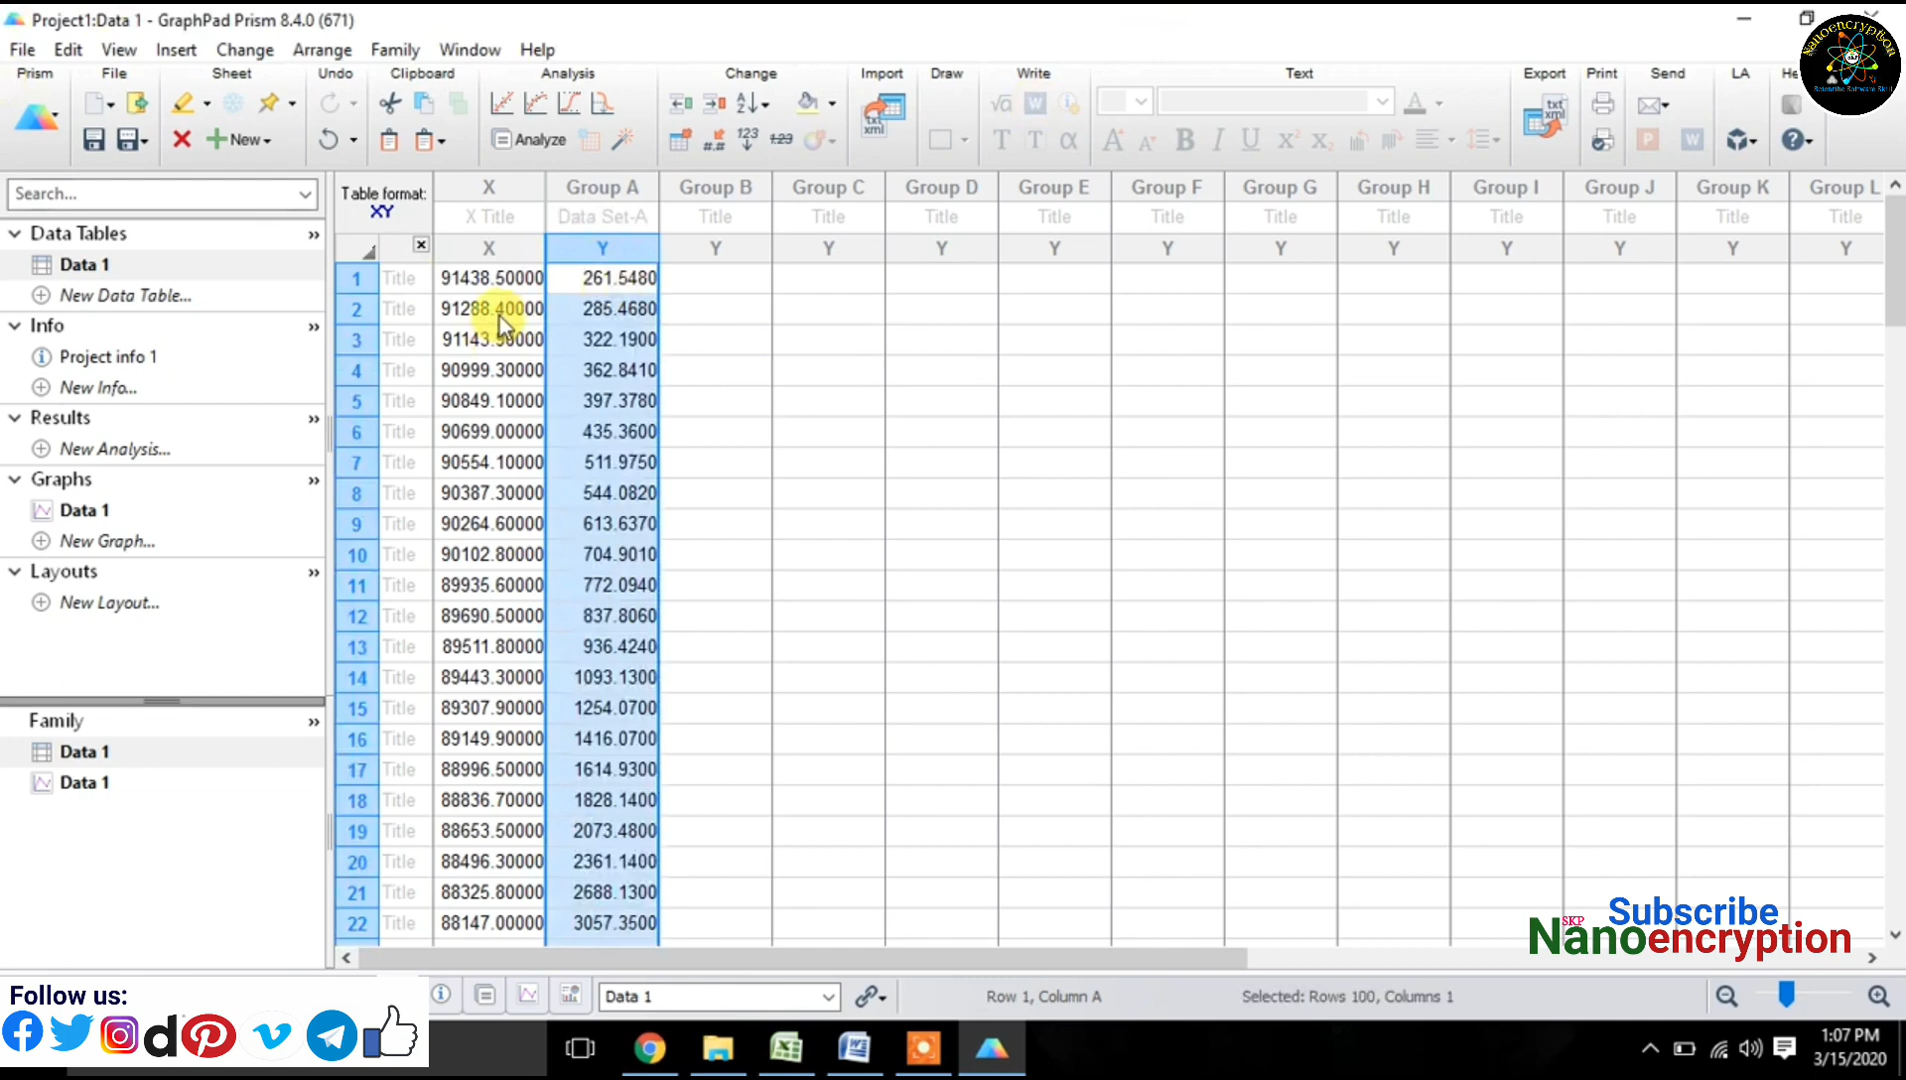 Project1:Data 1 - GraphPad Prism 8.4.0 (671)
File Edit View Insert Change Arrange Family Window Help
Prism File Sheet Undo Clipboard Analysis Change Import Draw Write Text Export Print Send LA
New
Analyze
Nanoencryption
Search...
Data Tables
Data 1
New Data Table...
Info
Project info 1
New Info...
Results
New Analysis...
Graphs
Data 1
New Graph...
Layouts
New Layout...
Family
Data 1
Data 1
Table format: X Group A Group B Group C Group D Group E Group F Group G Group H Group I Group J Group K Group L
XY X Title Data Set-A Title Title Title Title Title Title Title Title Title Title Title
X Y Y Y Y Y Y Y Y Y Y Y Y
1 Title 91438.50000 261.5480
2 Title 91288.40000 285.4680
3 Title 322.1900
4 Title 90999.30000 362.8410
5 Title 90849.10000 397.3780
6 Title 90699.00000 435.3600
7 Title 90554.10000 511.9750
8 Title 90387.30000 544.0820
9 Title 90264.60000 613.6370
10 Title 90102.80000 704.9010
11 Title 89935.60000 772.0940
12 Title 89690.50000 837.8060
13 Title 89511.80000 936.4240
14 Title 89443.30000 1093.1300
15 Title 89307.90000 1254.0700
16 Title 89149.90000 1416.0700
17 Title 88996.50000 1614.9300
18 Title 88836.70000 1828.1400
19 Title 88653.50000 2073.4800
20 Title 88496.30000 2361.1400
21 Title 88325.80000 2688.1300
22 Title 88147.00000 3057.3500
Subscribe
SKP
Nanoencryption
Follow us:
Data 1
Row 1, Column A
Selected: Rows 100, Columns 1
1:07 PM
3/15/2020